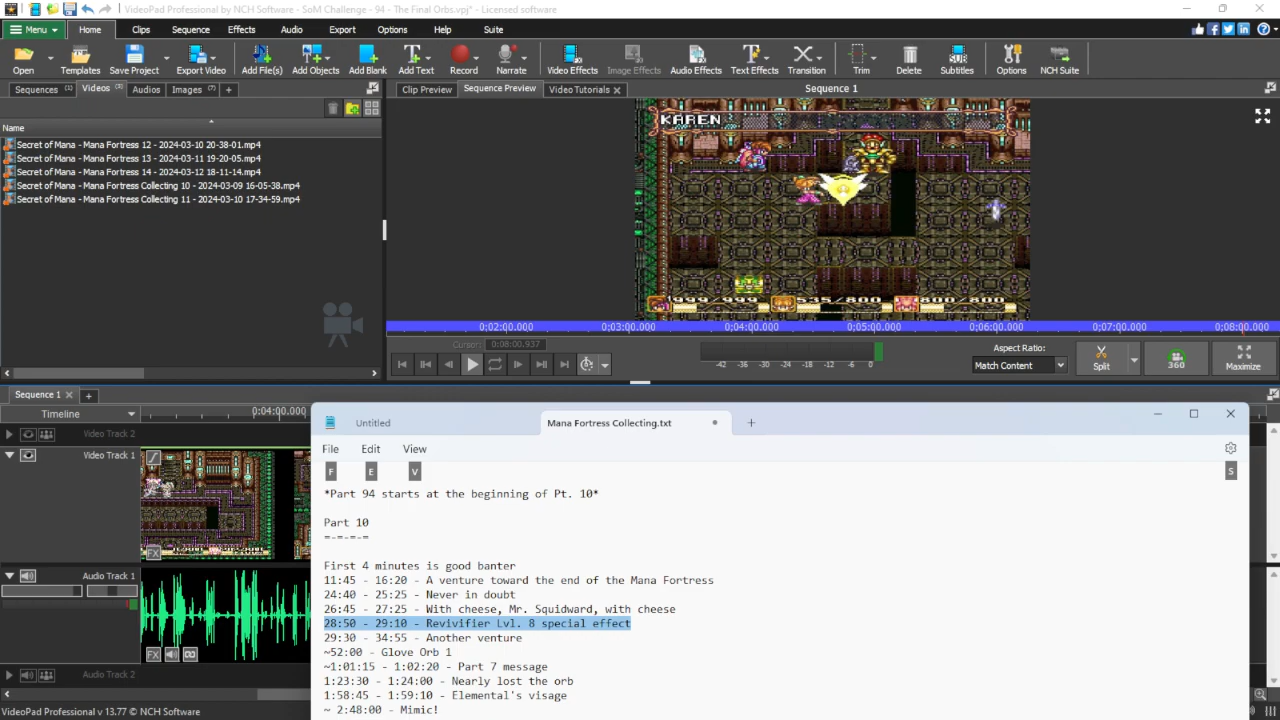 VideoPad Professional by NCH Software - SoM Challenge - 94 - The Final Orbs.vpj* - Licensed software
Menu Home Clips Sequence Effects Audio Export Options Help Suite
Open Templates Save Project Export Video Add File(s) Add Objects Add Blank Add Text Record Narrate Video Effects Image Effects Audio Effects Text Effects Transition Trim Delete Subtitles Options NCH Suite
Sequences (1) Videos (5) Audios Images (7) +
Clip Preview Sequence Preview Video Tutorials Sequence 1
Name
Secret of Mana - Mana Fortress 12 - 2024-03-10 20-38-01.mp4
Secret of Mana - Mana Fortress 13 - 2024-03-11 19-20-05.mp4
Secret of Mana - Mana Fortress 14 - 2024-03-12 18-11-14.mp4
Secret of Mana - Mana Fortress Collecting 10 - 2024-03-09 16-05-38.mp4
Secret of Mana - Mana Fortress Collecting 11 - 2024-03-10 17-34-59.mp4
KAREN
999/999 535/800 800/800
0:02:00.000 0:03:00.000 0:04:00.000 0:05:00.000 0:06:00.000 0:07:00.000 0:08:00.000
Cursor: 0:08:00.937
-42 -36 -30 -24 -18 -12 -6 0
Aspect Ratio:
Match Content
Split
360
Maximize
Sequence 1
Timeline
0:04:00.000
Video Track 2
Video Track 1
FX
Audio Track 1
FX
Audio Track 2
VideoPad Professional v 13.77 © NCH Software
Untitled Mana Fortress Collecting.txt
File Edit View
F E V S
*Part 94 starts at the beginning of Pt. 10*
Part 10
=-=-=-=
First 4 minutes is good banter
11:45 - 16:20 - A venture toward the end of the Mana Fortress
24:40 - 25:25 - Never in doubt
26:45 - 27:25 - With cheese, Mr. Squidward, with cheese
28:50 - 29:10 - Revivifier Lvl. 8 special effect
29:30 - 34:55 - Another venture
~52:00 - Glove Orb 1
~1:01:15 - 1:02:20 - Part 7 message
1:23:30 - 1:24:00 - Nearly lost the orb
1:58:45 - 1:59:10 - Elemental's visage
~ 2:48:00 - Mimic!